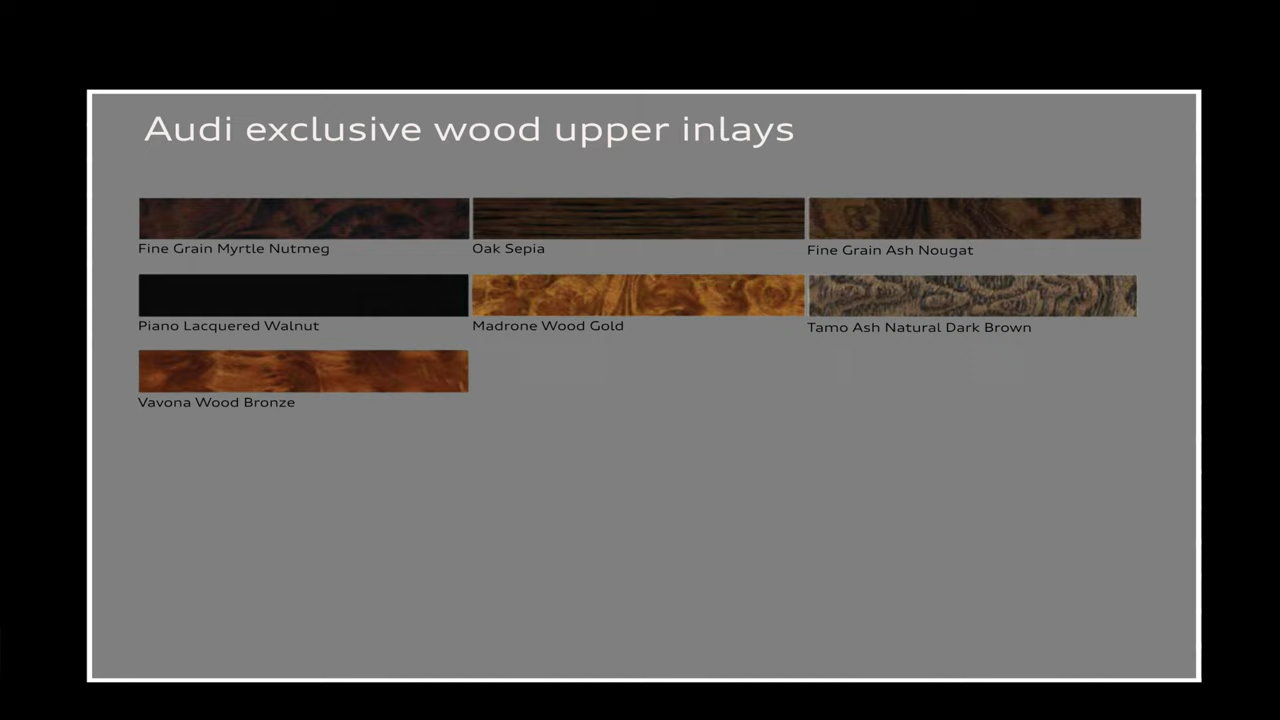 Audi exclusive wood upper inlays
Fine Grain Myrtle Nutmeg
Oak Sepia
Fine Grain Ash Nougat
Piano Lacquered Walnut
Madrone Wood Gold
Tamo Ash Natural Dark Brown
Vavona Wood Bronze